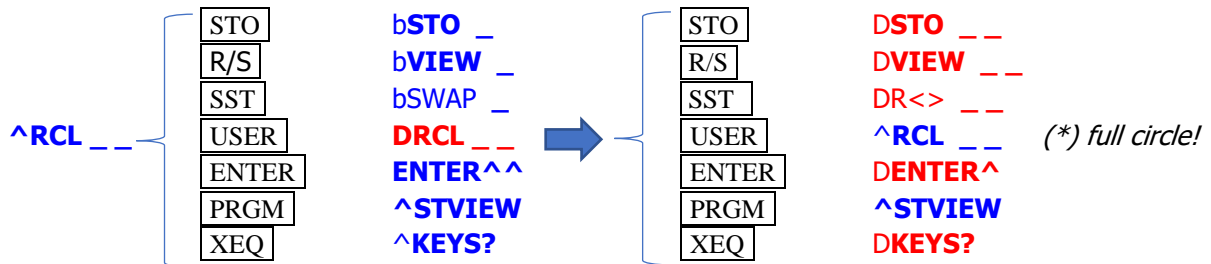 STO bSTO _ STO DSTO _ _
R/S bVIEW _ R/S DVIEW _ _
SST bSWAP _ SST DR<> _ _
^RCL _ _ USER DRCL _ _ USER ^RCL _ _ (*) full circle!
ENTER ENTER^^ ENTER DENTER^
PRGM ^STVIEW PRGM ^STVIEW
XEQ ^KEYS? XEQ DKEYS?